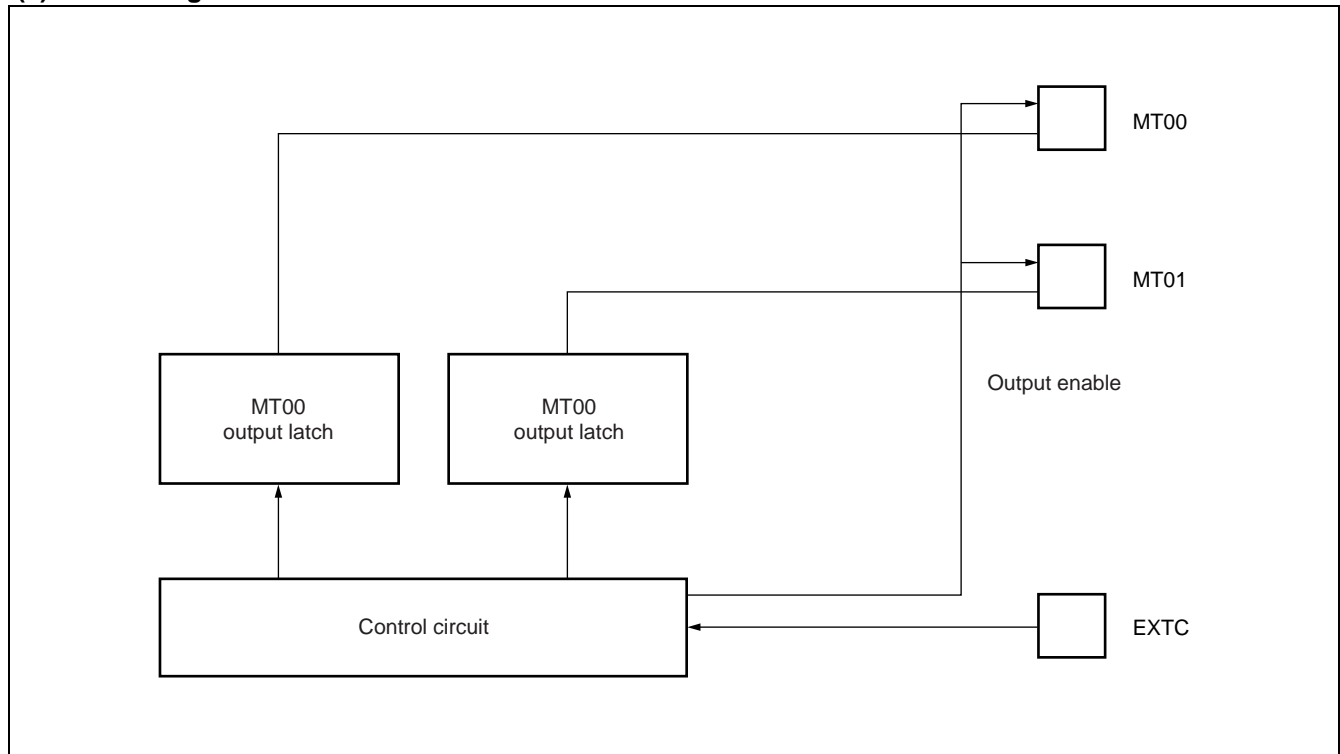 MT00
MT01
Output enable
MT00
output latch
MT00
output latch
Control circuit
EXTC